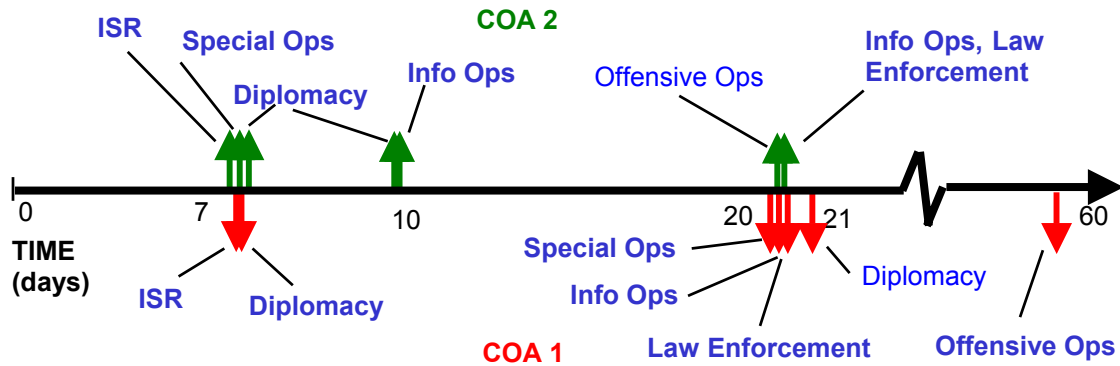 COA 2
ISR
Special Ops
Diplomacy
Info Ops
Offensive Ops
Info Ops, Law
Enforcement
0
7
10
20
21
60
TIME
(days)
ISR
Diplomacy
Special Ops
Info Ops
Law Enforcement
Diplomacy
Offensive Ops
COA 1